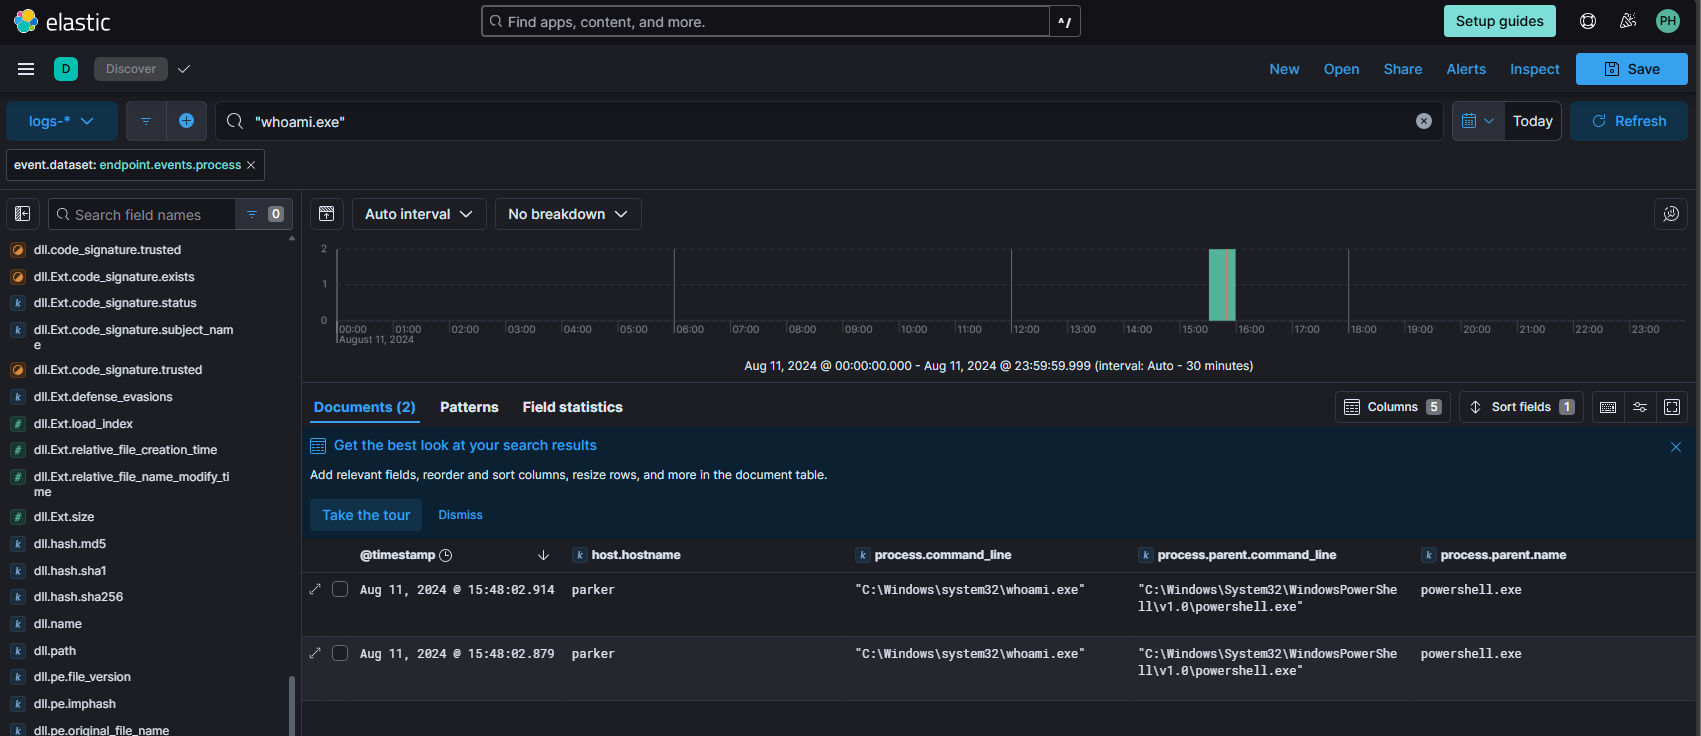 elastic
Find apps, content, and more.
^/
Setup guides
PH
D
Discover
New
Open
Share
Alerts
Inspect
Save
logs-*
"whoami.exe"
Today
Refresh
event.dataset: endpoint.events.process
Search field names
0
Auto interval
No breakdown
dll.code_signature.trusted
dll.Ext.code_signature.exists
k dll.Ext.code_signature.status
k dll.Ext.code_signature.subject_nam
e
dll.Ext.code_signature.trusted
k dll.Ext.defense_evasions
# dll.Ext.load_index
# dll.Ext.relative_file_creation_time
# dll.Ext.relative_file_name_modify_ti
me
# dll.Ext.size
k dll.hash.md5
k dll.hash.sha1
k dll.hash.sha256
k dll.name
k dll.path
k dll.pe.file_version
k dll.pe.imphash
k dll.pe.original_file_name
2
1
0
00:00 01:00 02:00 03:00 04:00 05:00 06:00 07:00 08:00 09:00 10:00 11:00 12:00 13:00 14:00 15:00 16:00 17:00 18:00 19:00 20:00 21:00 22:00 23:00
August 11, 2024
Aug 11, 2024 @ 00:00:00.000 - Aug 11, 2024 @ 23:59:59.999 (interval: Auto - 30 minutes)
Documents (2)
Patterns
Field statistics
Columns 5
Sort fields 1
Get the best look at your search results
Add relevant fields, reorder and sort columns, resize rows, and more in the document table.
Take the tour
Dismiss
@timestamp k host.hostname k process.command_line k process.parent.command_line k process.parent.name
Aug 11, 2024 @ 15:48:02.914 parker "C:\Windows\system32\whoami.exe" "C:\Windows\System32\WindowsPowerShe powershell.exe
ll\v1.0\powershell.exe"
Aug 11, 2024 @ 15:48:02.879 parker "C:\Windows\system32\whoami.exe" "C:\Windows\System32\WindowsPowerShe powershell.exe
ll\v1.0\powershell.exe"